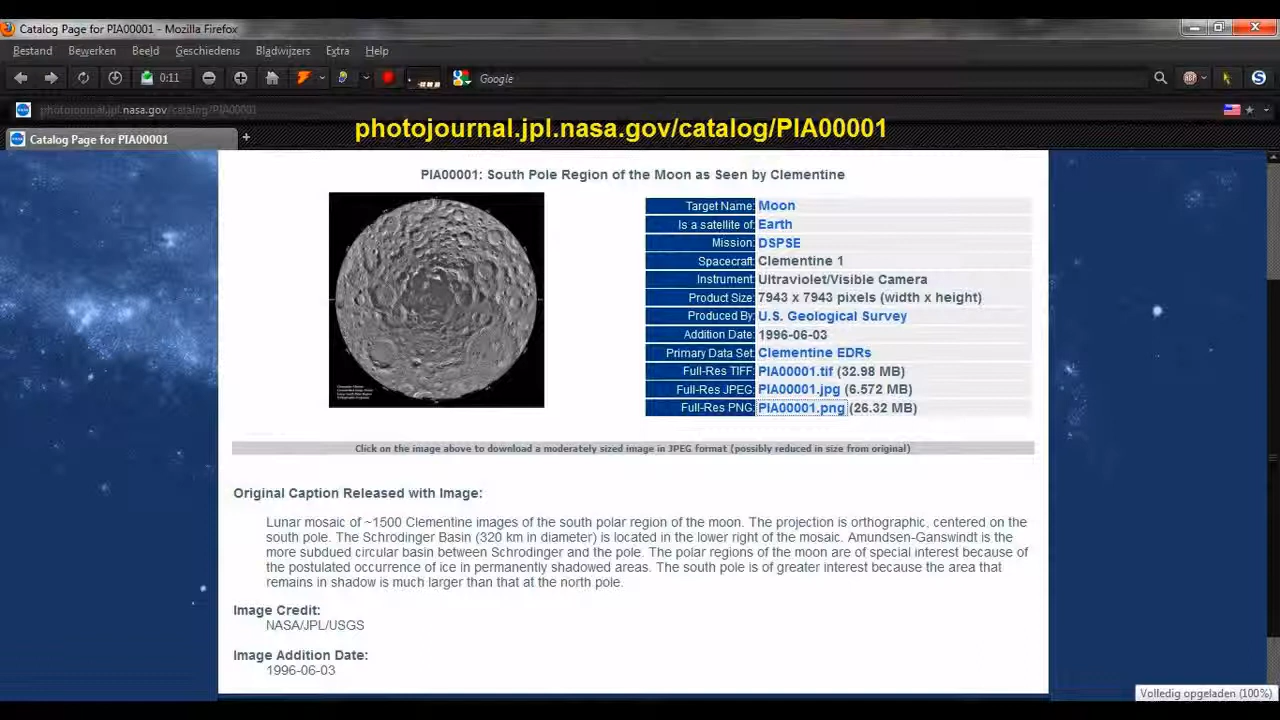 Catalog Page for PIA00001 - Mozilla Firefox
Bestand Bewerken Beeld Geschiedenis Bladwijzers Extra Help
0:11 Google
photojournal.jpl.nasa.gov/catalog/PIA00001
Catalog Page for PIA00001
photojournal.jpl.nasa.gov/catalog/PIA00001
PIA00001: South Pole Region of the Moon as Seen by Clementine
Target Name: Moon
Is a satellite of: Earth
Mission: DSPSE
Spacecraft: Clementine 1
Instrument: Ultraviolet/Visible Camera
Product Size: 7943 x 7943 pixels (width x height)
Produced By: U.S. Geological Survey
Addition Date: 1996-06-03
Primary Data Set: Clementine EDRs
Full-Res TIFF: PIA00001.tif (32.98 MB)
Full-Res JPEG: PIA00001.jpg (6.572 MB)
Full-Res PNG: PIA00001.png (26.32 MB)
Click on the image above to download a moderately sized image in JPEG format (possibly reduced in size from original)
Original Caption Released with Image:
Lunar mosaic of ~1500 Clementine images of the south polar region of the moon. The projection is orthographic, centered on the
south pole. The Schrodinger Basin (320 km in diameter) is located in the lower right of the mosaic. Amundsen-Ganswindt is the
more subdued circular basin between Schrodinger and the pole. The polar regions of the moon are of special interest because of
the postulated occurrence of ice in permanently shadowed areas. The south pole is of greater interest because the area that
remains in shadow is much larger than that at the north pole.
Image Credit:
NASA/JPL/USGS
Image Addition Date:
1996-06-03
Volledig opgeladen (100%)